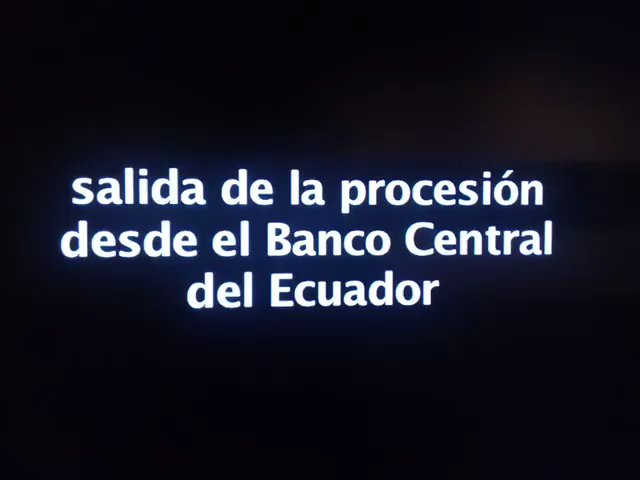 salida de la procesión
desde el Banco Central
del Ecuador